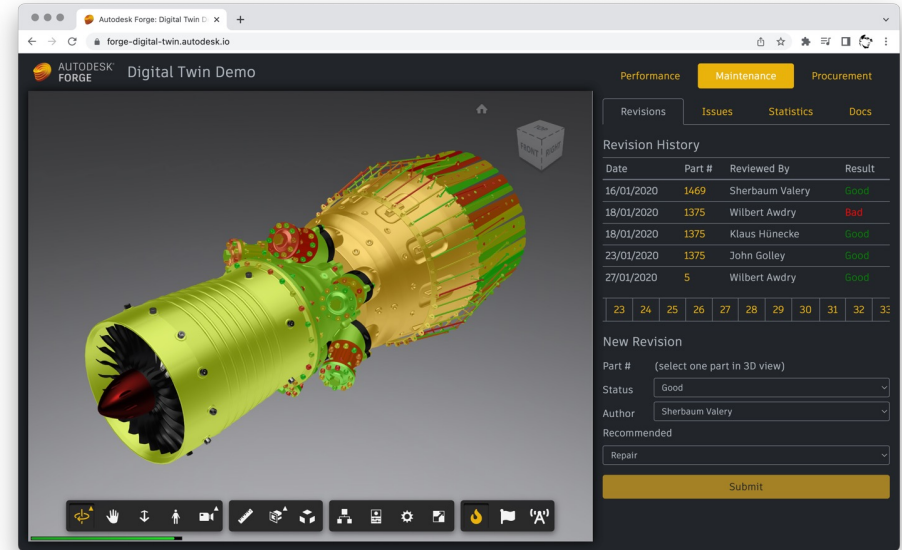 Autodesk Forge: Digital Twin D
forge-digital-twin.autodesk.io
AUTODESK
FORGE
Digital Twin Demo
Performance Maintenance Procurement
TOP
FRONT RIGHT
Revisions Issues Statistics Docs
Revision History
Date Part # Reviewed By Result
16/01/2020 1469 Sherbaum Valery Good
18/01/2020 1375 Wilbert Awdry Bad
18/01/2020 1375 Klaus Hünecke Good
23/01/2020 1375 John Golley Good
27/01/2020 5 Wilbert Awdry Good
23 24 25 26 27 28 29 30 31 32 33
New Revision
Part # (select one part in 3D view)
Status Good
Author Sherbaum Valery
Recommended
Repair
Submit